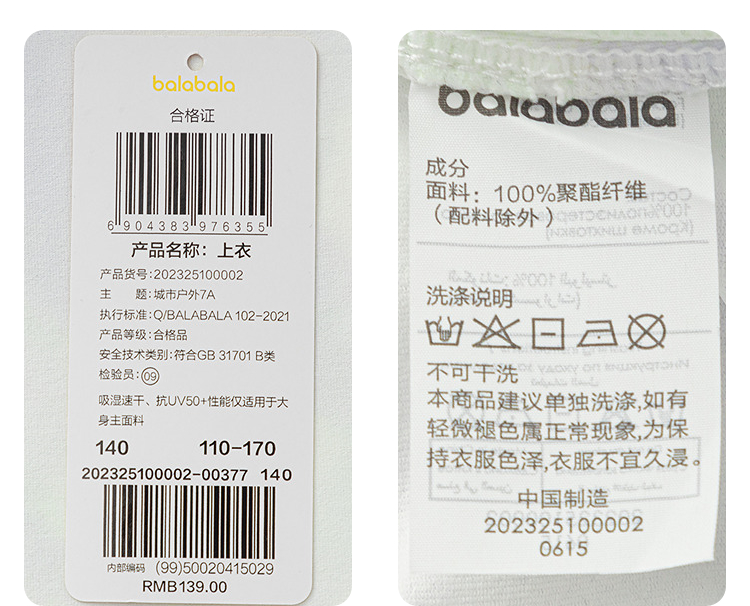 balabala
合格证
6 904383 976355
产品名称：上衣
产品货号:202325100002
主 题:城市户外7A
执行标准:Q/BALABALA 102-2021
产品等级:合格品
安全技术类别:符合GB 31701 B类
检验员:09
吸湿速干、抗UV50+性能仅适用于大
身主面料
140 110-170
202325100002-00377 140
内部编码 (99)50020415029
RMB139.00
balabala
成分
面料：100%聚酯纤维
（配料除外）
洗涤说明
不可干洗
本商品建议单独洗涤,如有
轻微褪色属正常现象,为保
持衣服色泽,衣服不宜久浸。
中国制造
202325100002
0615